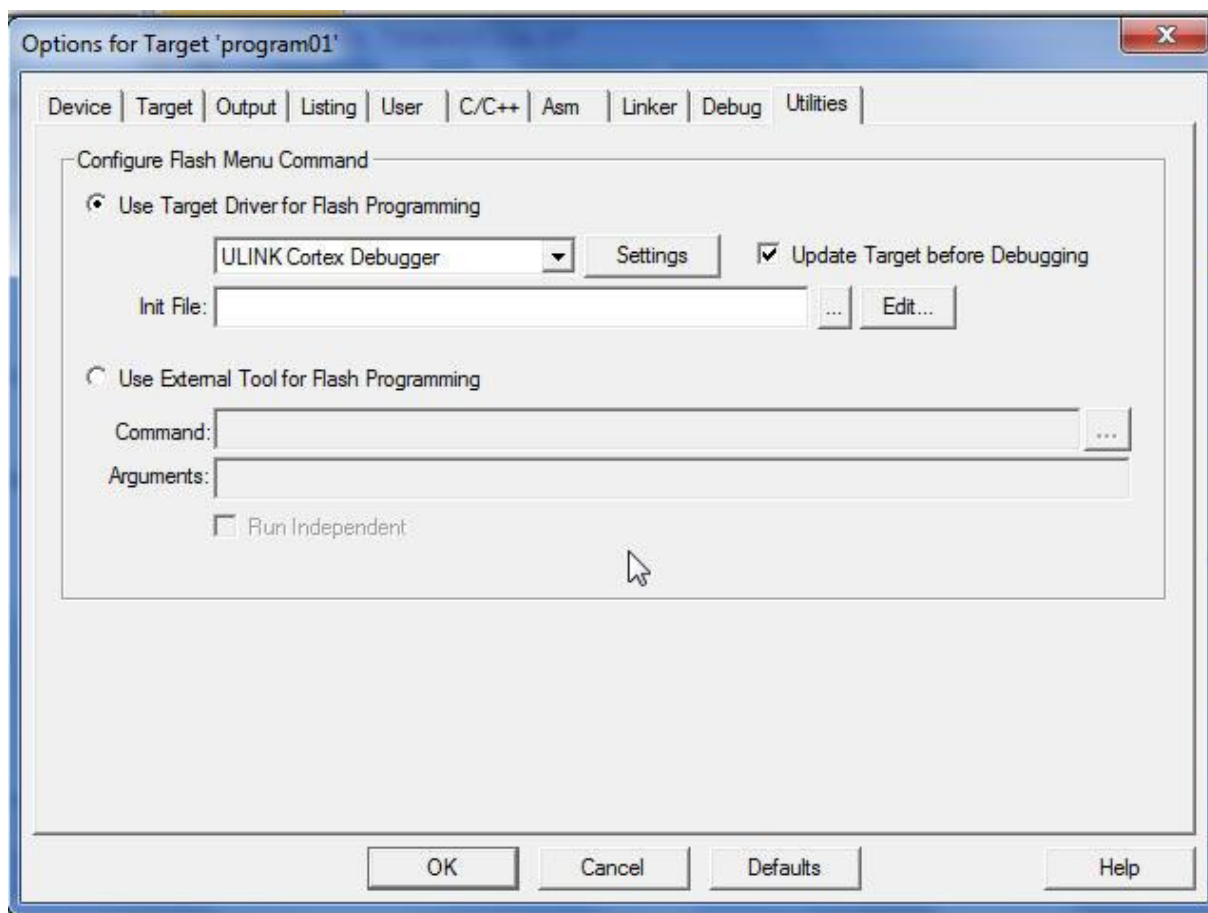 Options for Target 'program01'
Device Target Output Listing User C/C++ Asm Linker Debug Utilities
Configure Flash Menu Command
Use Target Driver for Flash Programming
ULINK Cortex Debugger Settings Update Target before Debugging
Init File: ... Edit...
Use External Tool for Flash Programming
Command: ...
Arguments:
Run Independent
OK Cancel Defaults Help